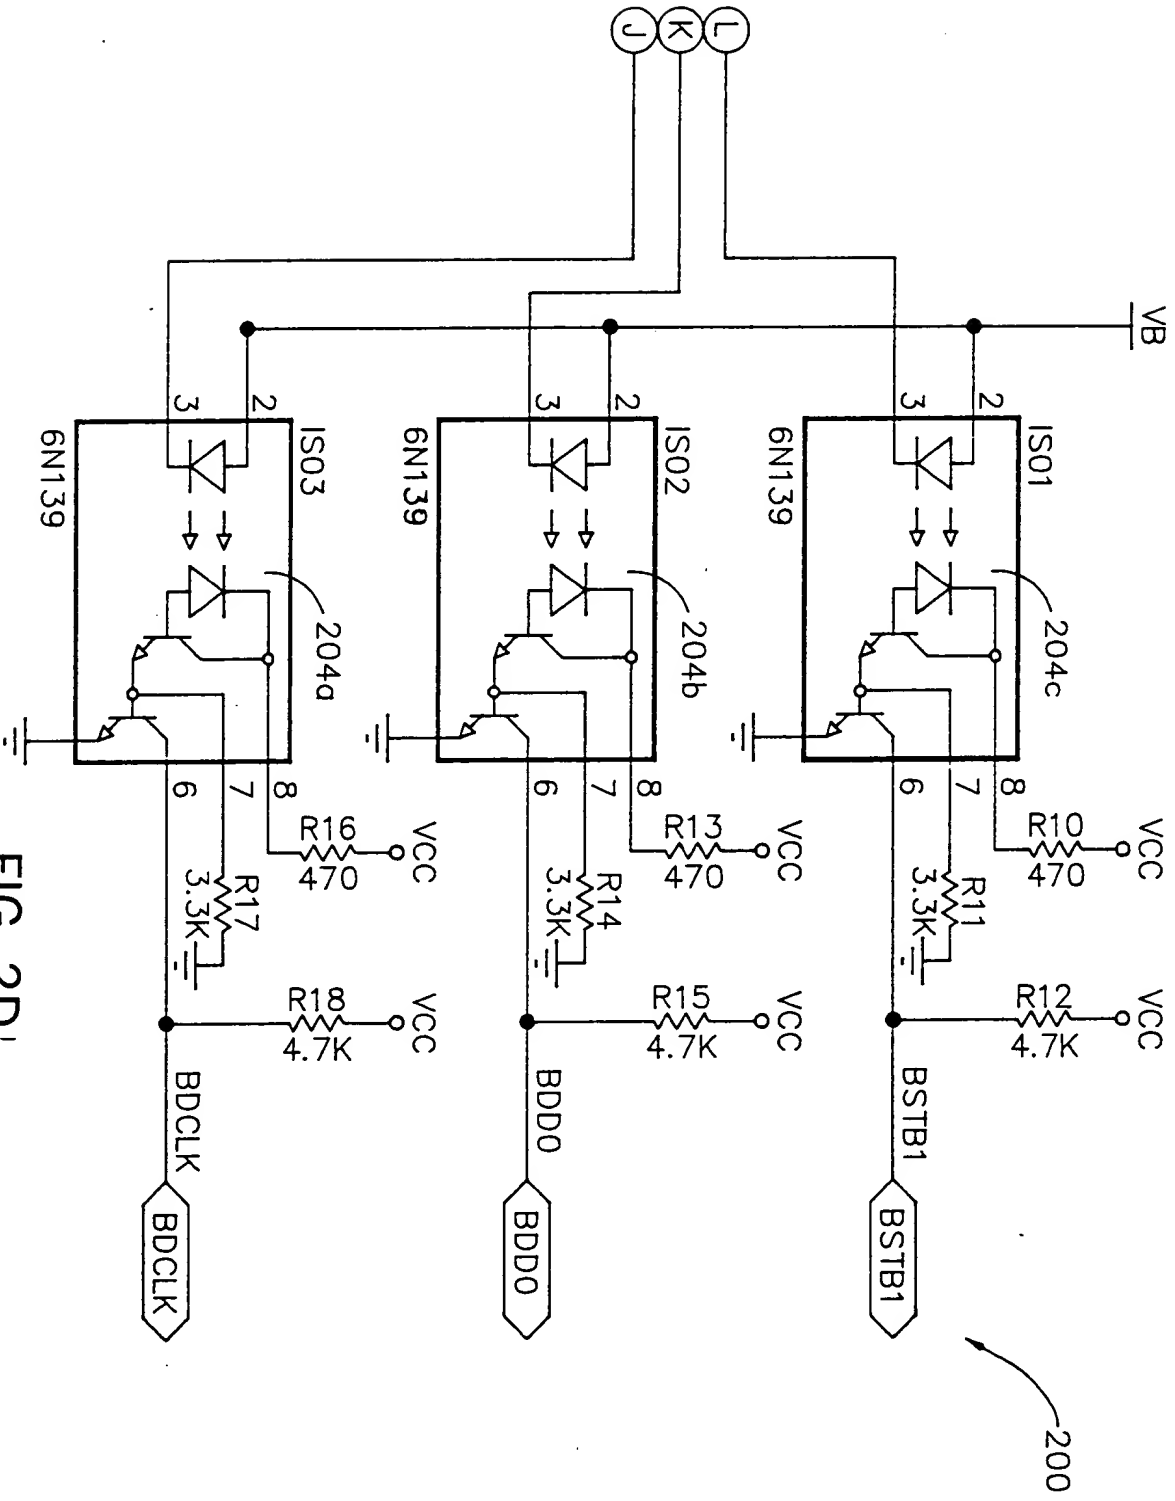 VB
L
K
J
ISO1
2
3
6N139
204c
8
7
6
VCC
R10
470
R11
3.3K
VCC
R12
4.7K
BSTB1
BSTB1
ISO2
2
3
6N139
204b
8
7
6
VCC
R13
470
R14
3.3K
VCC
R15
4.7K
BDD0
BDD0
ISO3
2
3
6N139
204a
8
7
6
VCC
R16
470
R17
3.3K
VCC
R18
4.7K
BDCLK
BDCLK
200